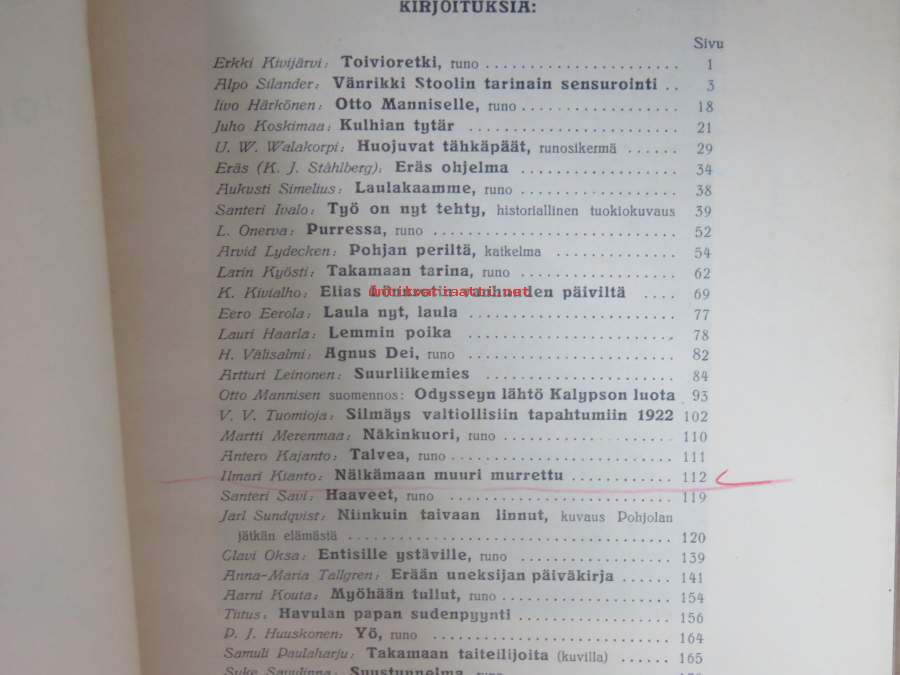 KIRJOITUKSIA:
Sivu
Erkki Kivijärvi: Toivioretki, runo ........................ 1
Alpo Silander: Vänrikki Stoolin tarinain sensurointi .. 3
Iivo Härkönen: Otto Manniselle, runo .................... 18
Juho Koskimaa: Kulhian tytär .......................... 21
U. W. Walakorpi: Huojuvat tähkäpäät, runosikermä ...... 29
Eräs (K. J. Ståhlberg): Eräs ohjelma .................... 34
Aukusti Simelius: Laulakaamme, runo ..................... 38
Santeri Ivalo: Työ on nyt tehty, historiallinen tuokiokuvaus 39
L. Onerva: Purressa, runo ............................ 52
Arvid Lydecken: Pohjan periltä, katkelma ................. 54
Larin Kyösti: Takamaan tarina, runo ..................... 62
K. Kivialho: Elias Lönnrotin vanhuuden päiviltä .... 69
Eero Eerola: Laula nyt, laula .......................... 77
Lauri Haarla: Lemmin poika .......................... 78
H. Välisalmi: Agnus Dei, runo .......................... 82
Artturi Leinonen: Suurliikemies ........................ 84
Otto Mannisen suomennos: Odysseyn lähtö Kalypson luota 93
V. V. Tuomioja: Silmäys valtiollisiin tapahtumiin 1922 102
Martti Merenmaa: Näkinkuori, runo ...................... 110
Antero Kajanto: Talvea, runo ............................ 111
Ilmari Kianto: Nälkämaan muuri murrettu ............. 112
Santeri Savi: Haaveet, runo ............................ 119
Jarl Sundqvist: Niinkuin taivaan linnut, kuvaus Pohjolan
jätkän elämästä ........................................ 120
Olavi Oksa: Entisille ystäville, runo .................... 139
Anna-Maria Tallgren: Erään uneksijan päiväkirja ...... 141
Aarni Kouta: Myöhään tullut, runo ...................... 154
Tiitus: Havulan papan sudenpyynti .................... 156
P. J. Huuskonen: Yö, runo ............................ 164
Samuli Paulaharju: Takamaan taiteilijoita (kuvilla) ...... 165
Suustunnelma, runo